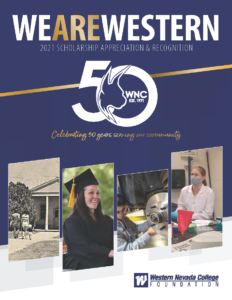 WEAREWESTERN
2021 SCHOLARSHIP APPRECIATION & RECOGNITION
50
WNC
EST. 1971
Celebrating 50 years serving our community
Western Nevada College
FOUNDATION